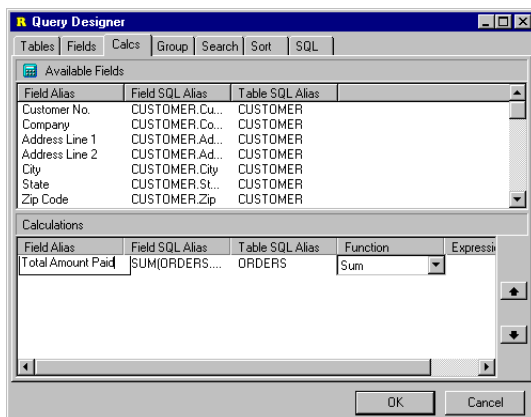 R Query Designer
Tables Fields Calcs Group Search Sort SQL
Available Fields
Field Alias Field SQL Alias Table SQL Alias
Customer No. CUSTOMER.Cu... CUSTOMER
Company CUSTOMER.Co... CUSTOMER
Address Line 1 CUSTOMER.Ad... CUSTOMER
Address Line 2 CUSTOMER.Ad... CUSTOMER
City CUSTOMER.City CUSTOMER
State CUSTOMER.St... CUSTOMER
Zip Code CUSTOMER.Zip CUSTOMER
Calculations
Field Alias Field SQL Alias Table SQL Alias Function Expressi
Total Amount Paid SUM(ORDERS.... ORDERS Sum
OK Cancel